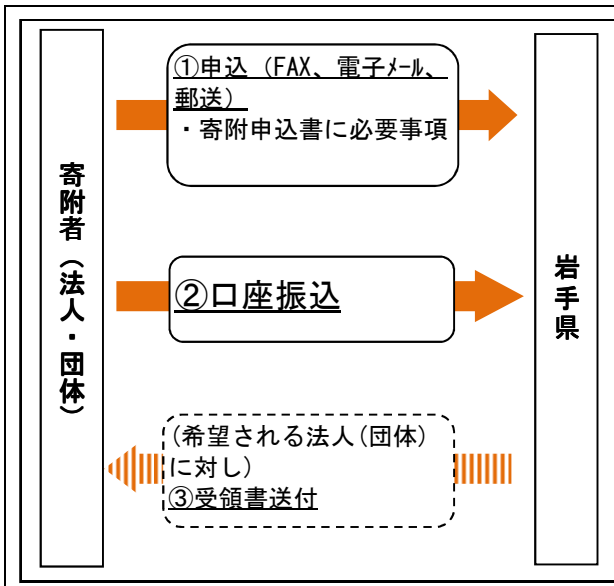 寄附者（法人・団体）
①申込（FAX、電子ﾒｰﾙ、
郵送）
・寄附申込書に必要事項
②口座振込
(希望される法人(団体)
に対し)
③受領書送付
岩手県